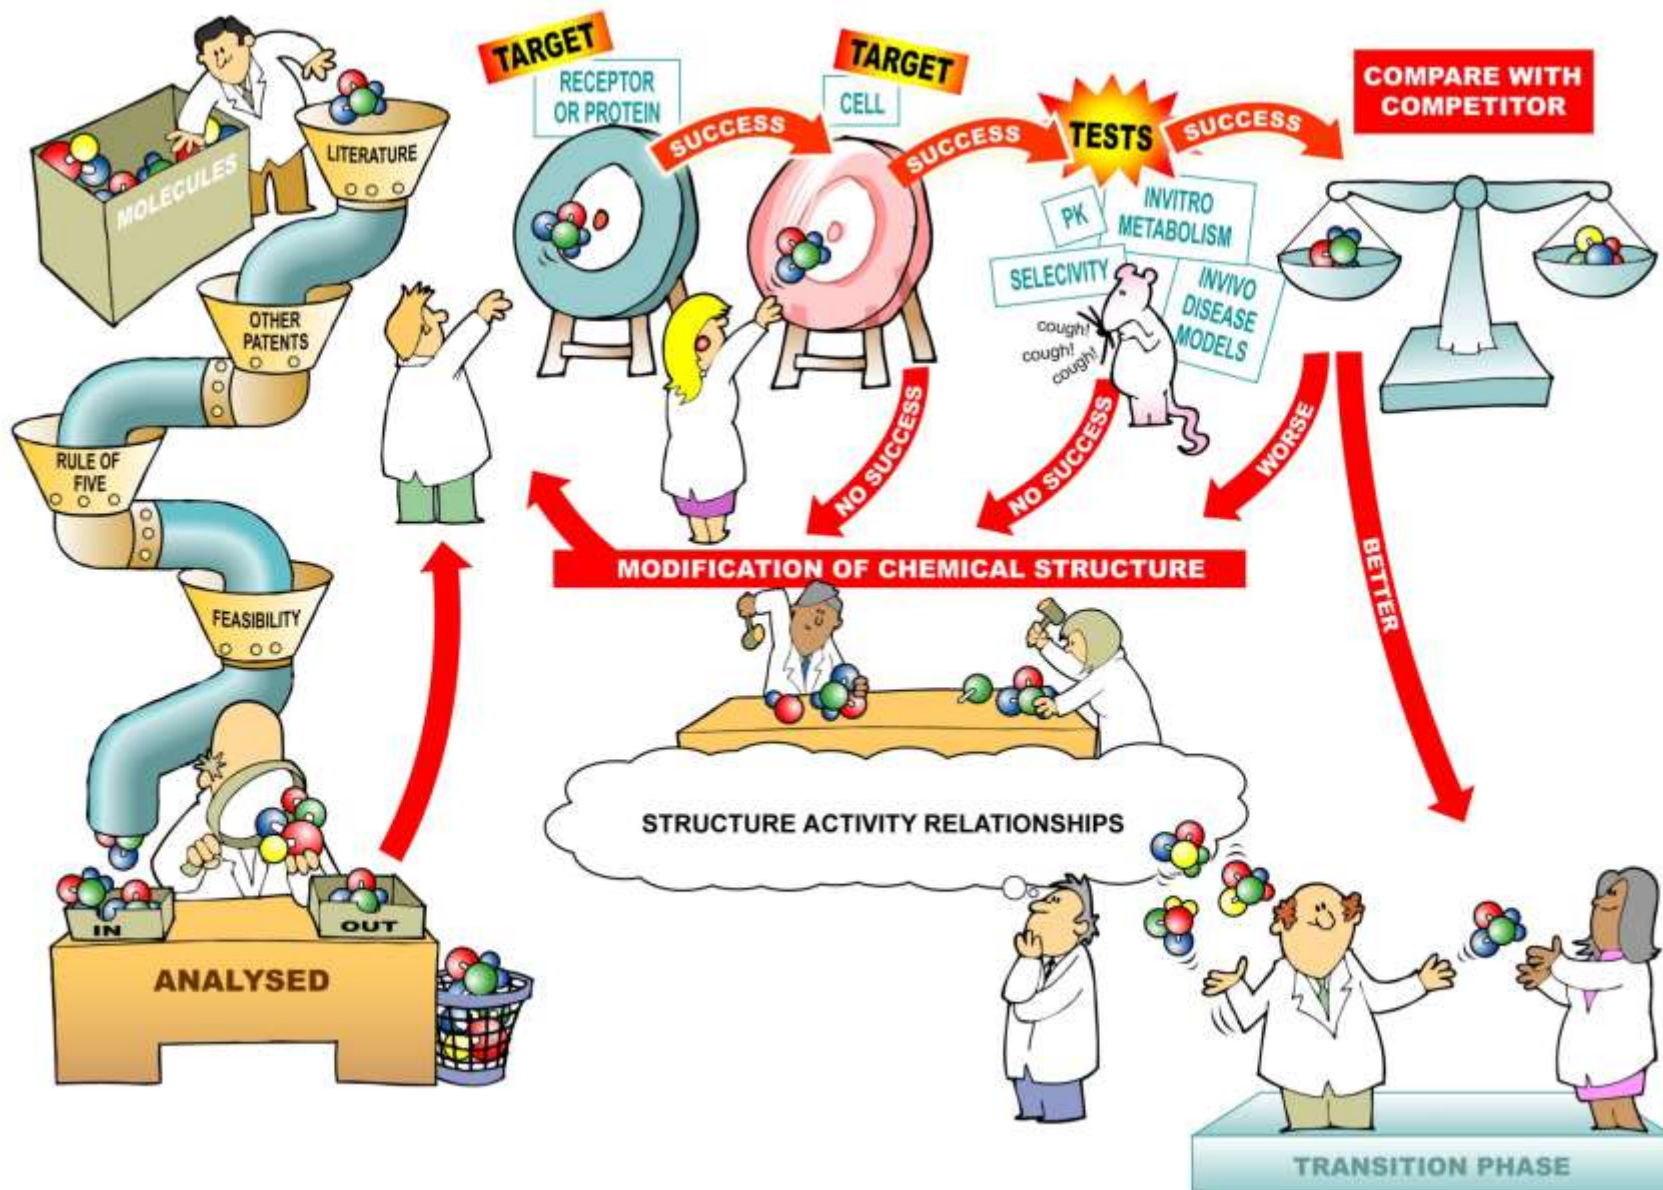 MOLECULES
LITERATURE
OTHER
PATENTS
RULE OF
FIVE
FEASIBILITY
IN
OUT
ANALYSED
TARGET
RECEPTOR
OR PROTEIN
SUCCESS
TARGET
CELL
SUCCESS
TESTS
PK
INVITRO
METABOLISM
SELECIVITY
INVIVO
DISEASE
MODELS
cough!
cough!
cough!
SUCCESS
COMPARE WITH
COMPETITOR
NO SUCCESS
NO SUCCESS
WORSE
BETTER
MODIFICATION OF CHEMICAL STRUCTURE
STRUCTURE ACTIVITY RELATIONSHIPS
TRANSITION PHASE